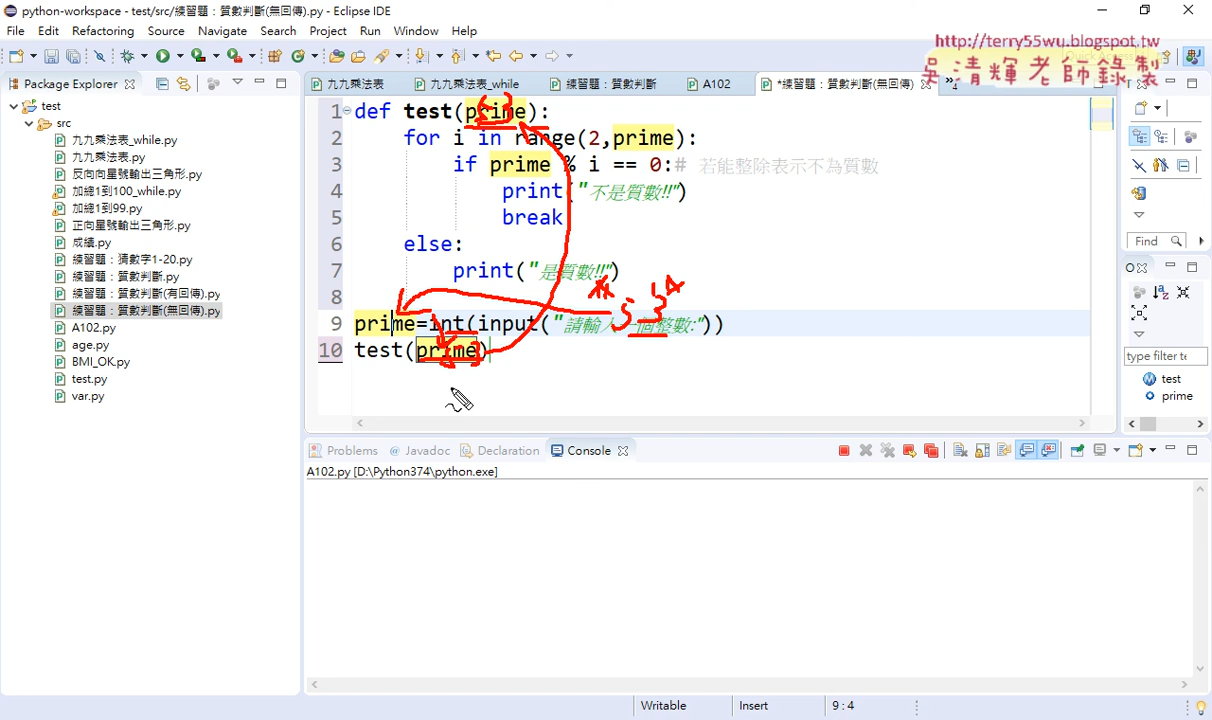 python-workspace - test/src/練習題：質數判斷(無回傳).py - Eclipse IDE
File Edit Refactoring Source Navigate Search Project Run Window Help
http://terry55wu.blogspot.tw
吳清輝老師錄製
Package Explorer
九九乘法表
九九乘法表_while
練習題：質數判斷
A102
*練習題：質數判斷(無回傳)
»4
test
src
九九乘法表_while.py
九九乘法表.py
反向向星號輸出三角形.py
加總1到100_while.py
加總1到99.py
正向星號輸出三角形.py
成績.py
練習題：猜數字1-20.py
練習題：質數判斷.py
練習題：質數判斷(有回傳).py
練習題：質數判斷(無回傳).py
A102.py
age.py
BMI_OK.py
test.py
var.py
1 def test(prime):
2 for i in range(2,prime):
3 if prime % i == 0:# 若能整除表示不為質數
4 print("不是質數!!")
5 break
6 else:
7 print("是質數!!")
8
9 prime=int(input("請輸入一個整數:"))
10 test(prime)
Find
type filter te
test
prime
Problems
@ Javadoc
Declaration
Console
A102.py [D:\Python374\python.exe]
Writable
Insert
9 : 4